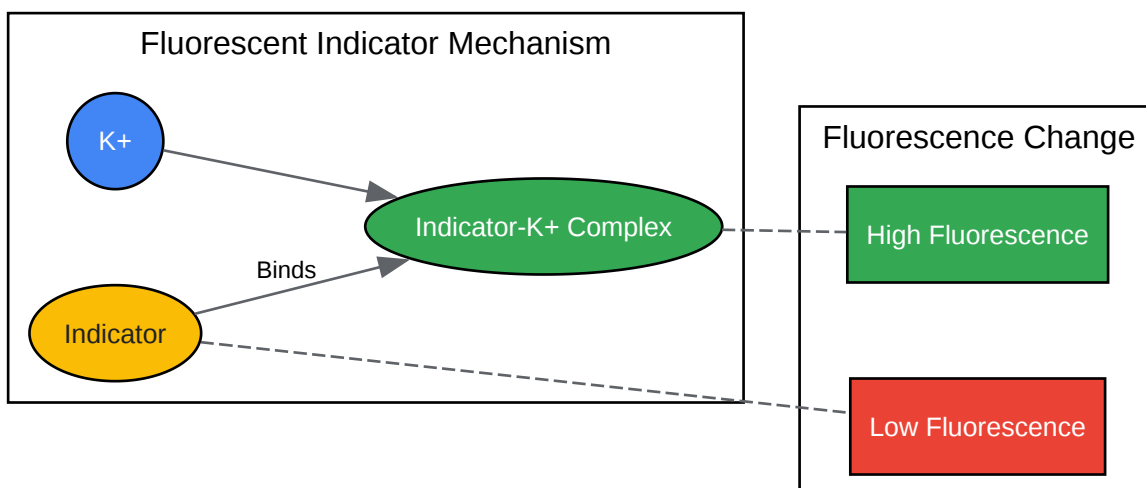 Fluorescent Indicator Mechanism
K+
Indicator-K+ Complex
Binds
Indicator
Fluorescence Change
High Fluorescence
Low Fluorescence